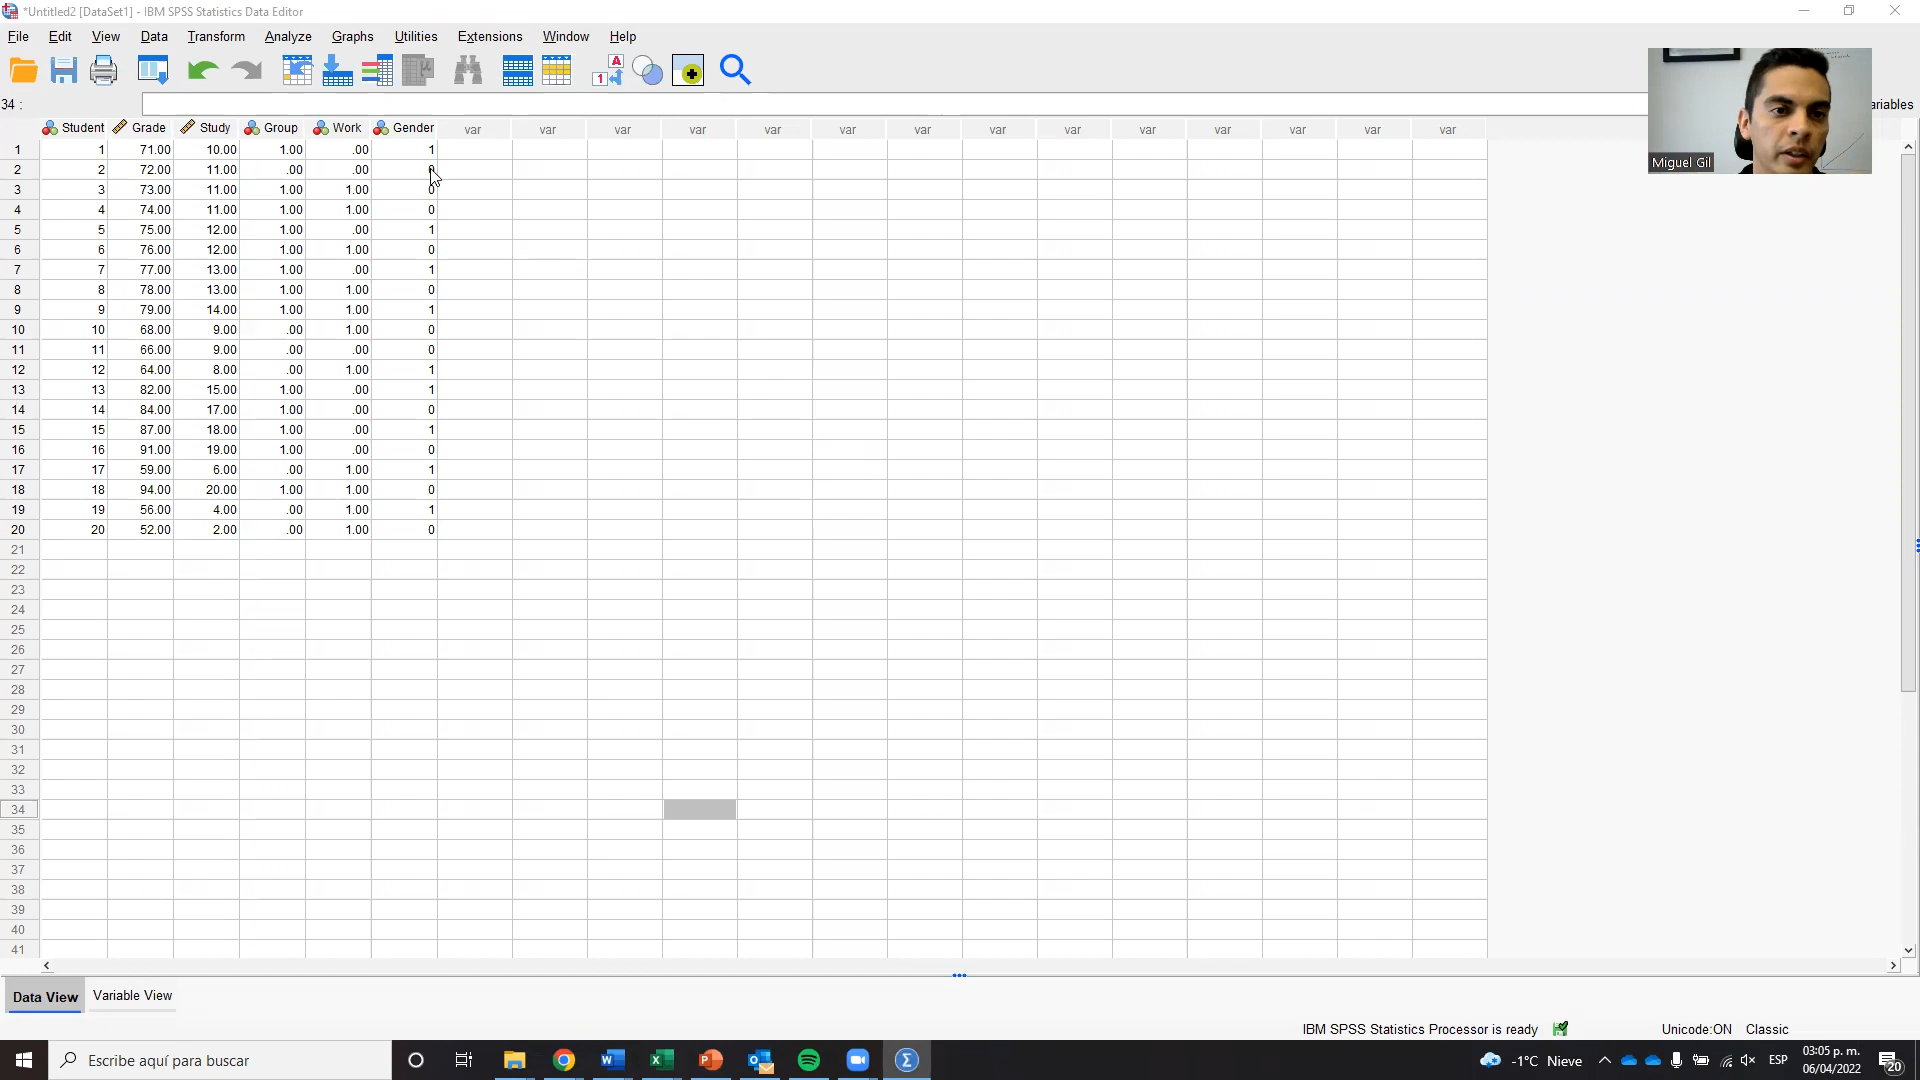 *Untitled2 [DataSet1] - IBM SPSS Statistics Data Editor
File Edit View Data Transform Analyze Graphs Utilities Extensions Window Help
34 :
ariables
Miguel Gil
Student Grade Study Group Work Gender var var var var var var var var var var var var var var
1 1 71.00 10.00 1.00 .00 1
2 2 72.00 11.00 .00 .00
3 3 73.00 11.00 1.00 1.00 0
4 4 74.00 11.00 1.00 1.00 0
5 5 75.00 12.00 1.00 .00 1
6 6 76.00 12.00 1.00 1.00 0
7 7 77.00 13.00 1.00 .00 1
8 8 78.00 13.00 1.00 1.00 0
9 9 79.00 14.00 1.00 1.00 1
10 10 68.00 9.00 .00 1.00 0
11 11 66.00 9.00 .00 .00 0
12 12 64.00 8.00 .00 1.00 1
13 13 82.00 15.00 1.00 .00 1
14 14 84.00 17.00 1.00 .00 0
15 15 87.00 18.00 1.00 .00 1
16 16 91.00 19.00 1.00 .00 0
17 17 59.00 6.00 .00 1.00 1
18 18 94.00 20.00 1.00 1.00 0
19 19 56.00 4.00 .00 1.00 1
20 20 52.00 2.00 .00 1.00 0
21
22
23
24
25
26
27
28
29
30
31
32
33
34
35
36
37
38
39
40
41
Data View Variable View
IBM SPSS Statistics Processor is ready Unicode:ON Classic
Escribe aquí para buscar
-1°C Nieve ESP 03:05 p. m.
06/04/2022
20